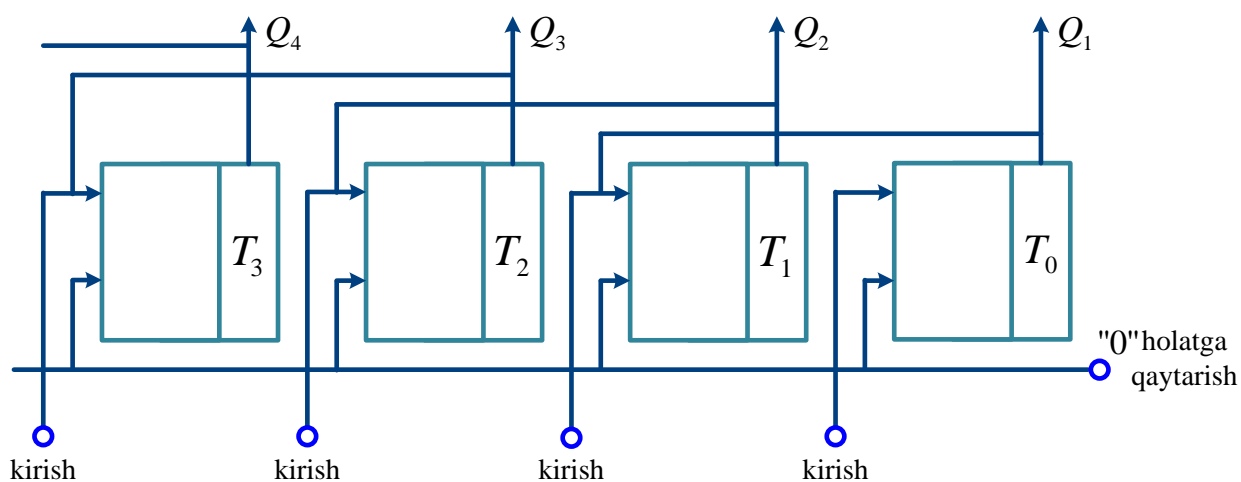 Q₄ Q₃ Q₂ Q₁
T₃ T₂ T₁ T₀
"0" holatga
qaytarish
kirish kirish kirish kirish